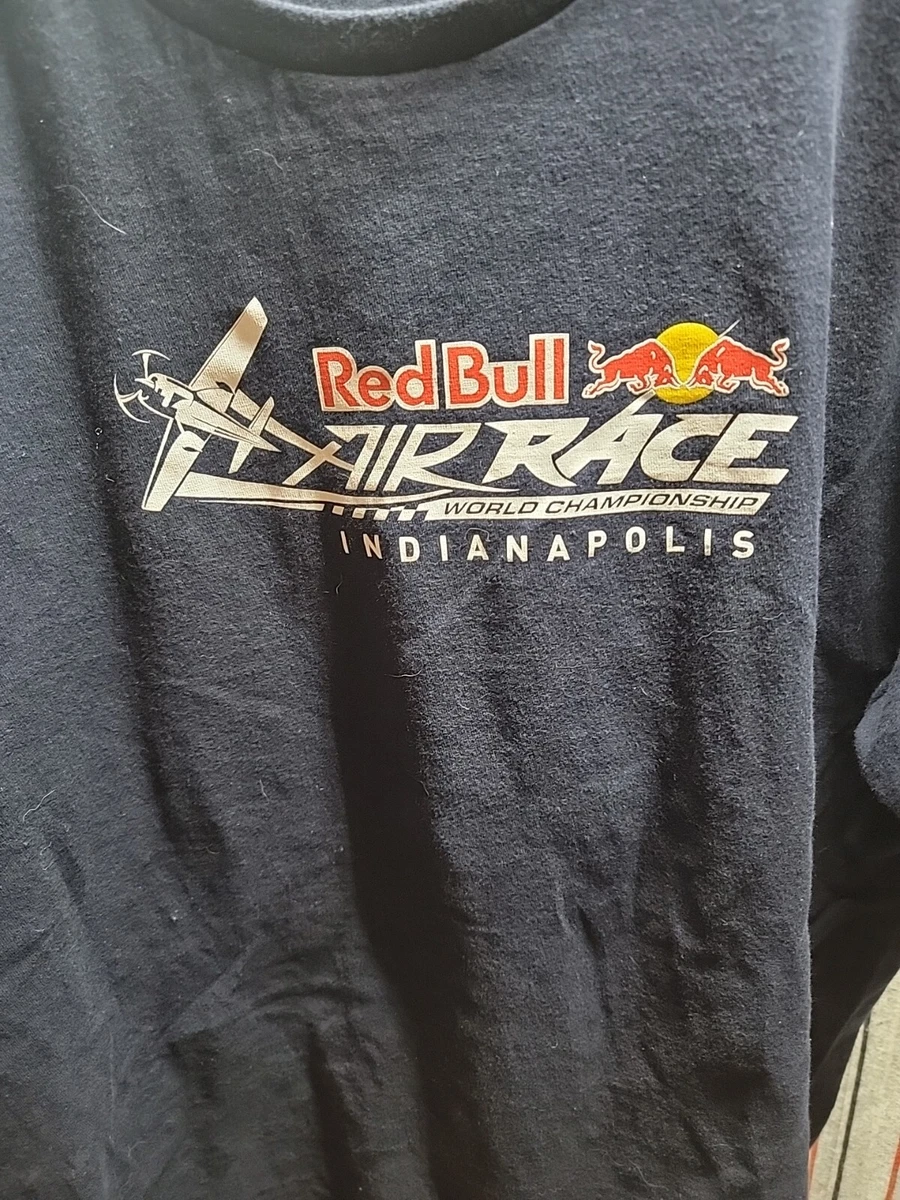 Red Bull
AIR RACE
WORLD CHAMPIONSHIP
INDIANAPOLIS